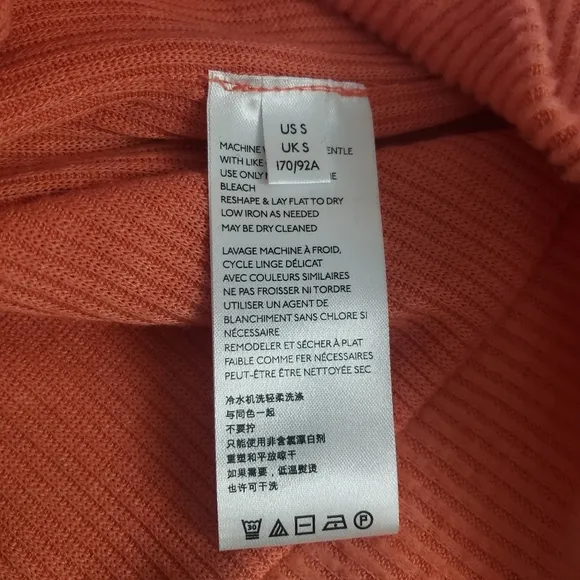 US S
UK S
170/92A
MACHINE ENTLE
WITH LIKE
USE ONLY E
BLEACH
RESHAPE & LAY FLAT TO DRY
LOW IRON AS NEEDED
MAY BE DRY CLEANED
LAVAGE MACHINE À FROID,
CYCLE LINGE DÉLICAT
AVEC COULEURS SIMILAIRES
NE PAS FROISSER NI TORDRE
UTILISER UN AGENT DE
BLANCHIMENT SANS CHLORE SI
NÉCESSAIRE
REMODELER ET SÉCHER À PLAT
FAIBLE COMME FER NÉCESSAIRES
PEUT-ÊTRE ÊTRE NETTOYÉE SEC
冷水机洗轻柔洗涤
与同色一起
不要拧
只能使用非含氯漂白剂
重塑和平放晾干
如果需要，低温熨烫
也许可干洗
30
P